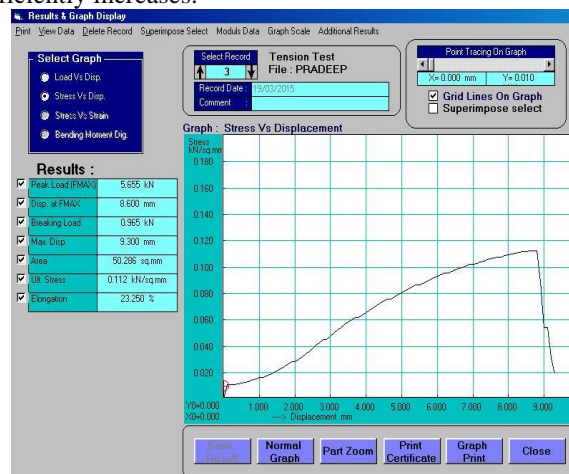 efficiently increases.
Results & Graph Display
Print View Data Delete Record Superimpose Select Moduls Data Graph Scale Additional Results
Select Graph
Load Vs Disp.
Stress Vs Disp.
Stress Vs Strain
Bending Moment Dig.
Select Record
3
Tension Test
File : PRADEEP
Record Date : 19/03/2015
Comment :
Point Tracing On Graph
X= 0.000 mm Y= 0.010
Grid Lines On Graph
Superimpose select
Results :
Peak Load (FMAX) 5.655 kN
Disp. at FMAX 8.600 mm
Breaking Load 0.965 kN
Max. Disp. 9.300 mm
Area 50.286 sq.mm
Ult. Stress 0.112 kN/sq.mm
Elongation 23.250 %
Graph : Stress Vs Displacement
Stress
kN/sq.mm
0.180
0.160
0.140
0.120
0.100
0.080
0.060
0.040
0.020
Y0=0.000
X0=0.000
1.000 2.000 3.000 4.000 5.000 6.000 7.000 8.000 9.000
---> Displacement mm
Save Result
Normal Graph
Part Zoom
Print Certificate
Graph Print
Close